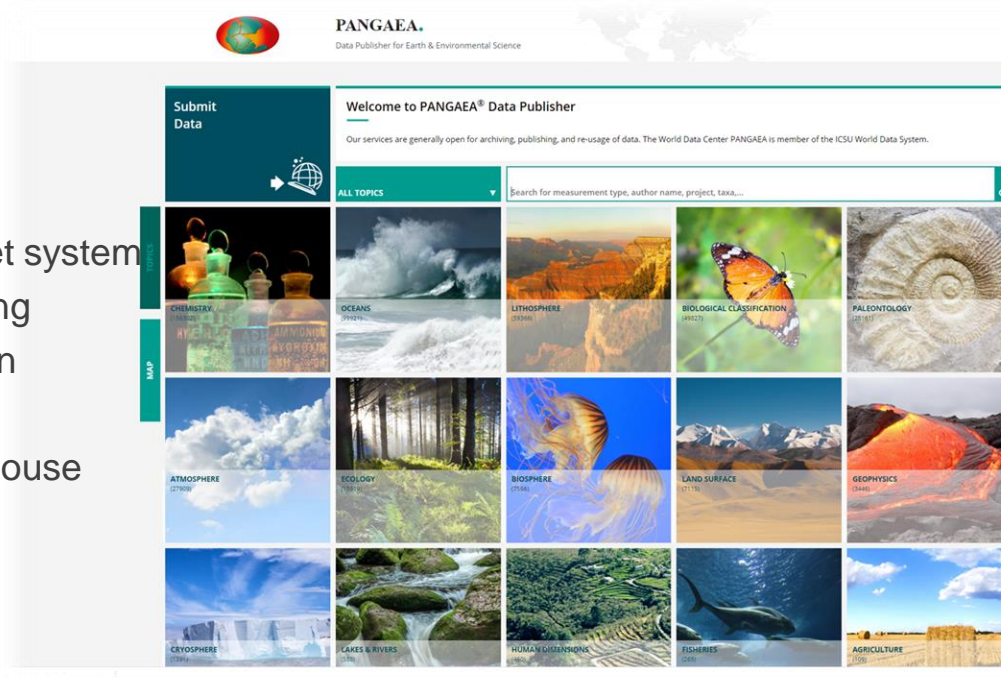 PANGAEA.
Data Publisher for Earth & Environmental Science
Submit
Data
Welcome to PANGAEA® Data Publisher
Our services are generally open for archiving, publishing, and re-usage of data. The World Data Center PANGAEA is member of the ICSU World Data System.
ALL TOPICS
Search for measurement type, author name, project, taxa,...
et system
ng
n
ouse
TOPICS
MAP
CHEMISTRY
OCEANS
LITHOSPHERE
BIOLOGICAL CLASSIFICATION
PALEONTOLOGY
ATMOSPHERE
(27909)
ECOLOGY
BIOSPHERE
LAND SURFACE
(7115)
GEOPHYSICS
CRYOSPHERE
LAKES & RIVERS
HUMAN DIMENSIONS
FISHERIES
AGRICULTURE